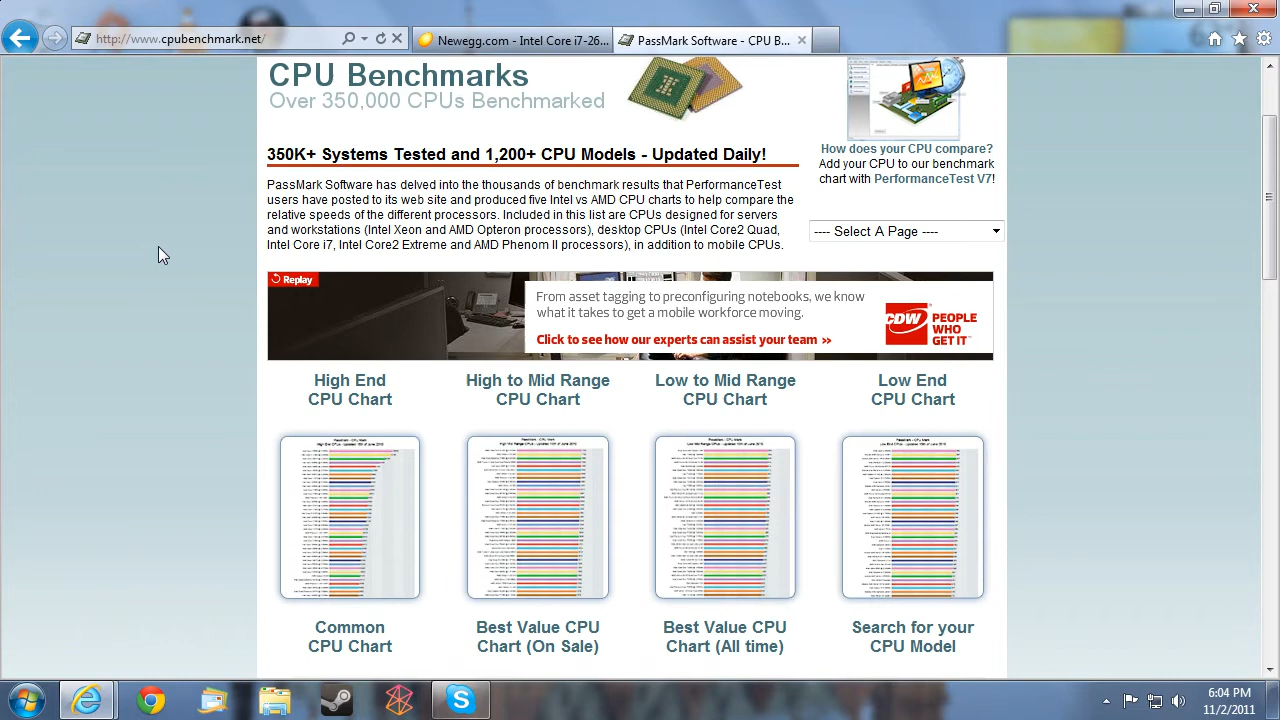 http://www.cpubenchmark.net/
Newegg.com - Intel Core i7-26...
PassMark Software - CPU B...
CPU Benchmarks
Over 350,000 CPUs Benchmarked
350K+ Systems Tested and 1,200+ CPU Models - Updated Daily!
PassMark Software has delved into the thousands of benchmark results that PerformanceTest
users have posted to its web site and produced five Intel vs AMD CPU charts to help compare the
relative speeds of the different processors. Included in this list are CPUs designed for servers
and workstations (Intel Xeon and AMD Opteron processors), desktop CPUs (Intel Core2 Quad,
Intel Core i7, Intel Core2 Extreme and AMD Phenom II processors), in addition to mobile CPUs.
How does your CPU compare?
Add your CPU to our benchmark
chart with PerformanceTest V7!
---- Select A Page ----
Replay
From asset tagging to preconfiguring notebooks, we know
what it takes to get a mobile workforce moving.
Click to see how our experts can assist your team »
CDW
PEOPLE
WHO
GET IT™
High End
CPU Chart
High to Mid Range
CPU Chart
Low to Mid Range
CPU Chart
Low End
CPU Chart
Common
CPU Chart
Best Value CPU
Chart (On Sale)
Best Value CPU
Chart (All time)
Search for your
CPU Model
6:04 PM
11/2/2011